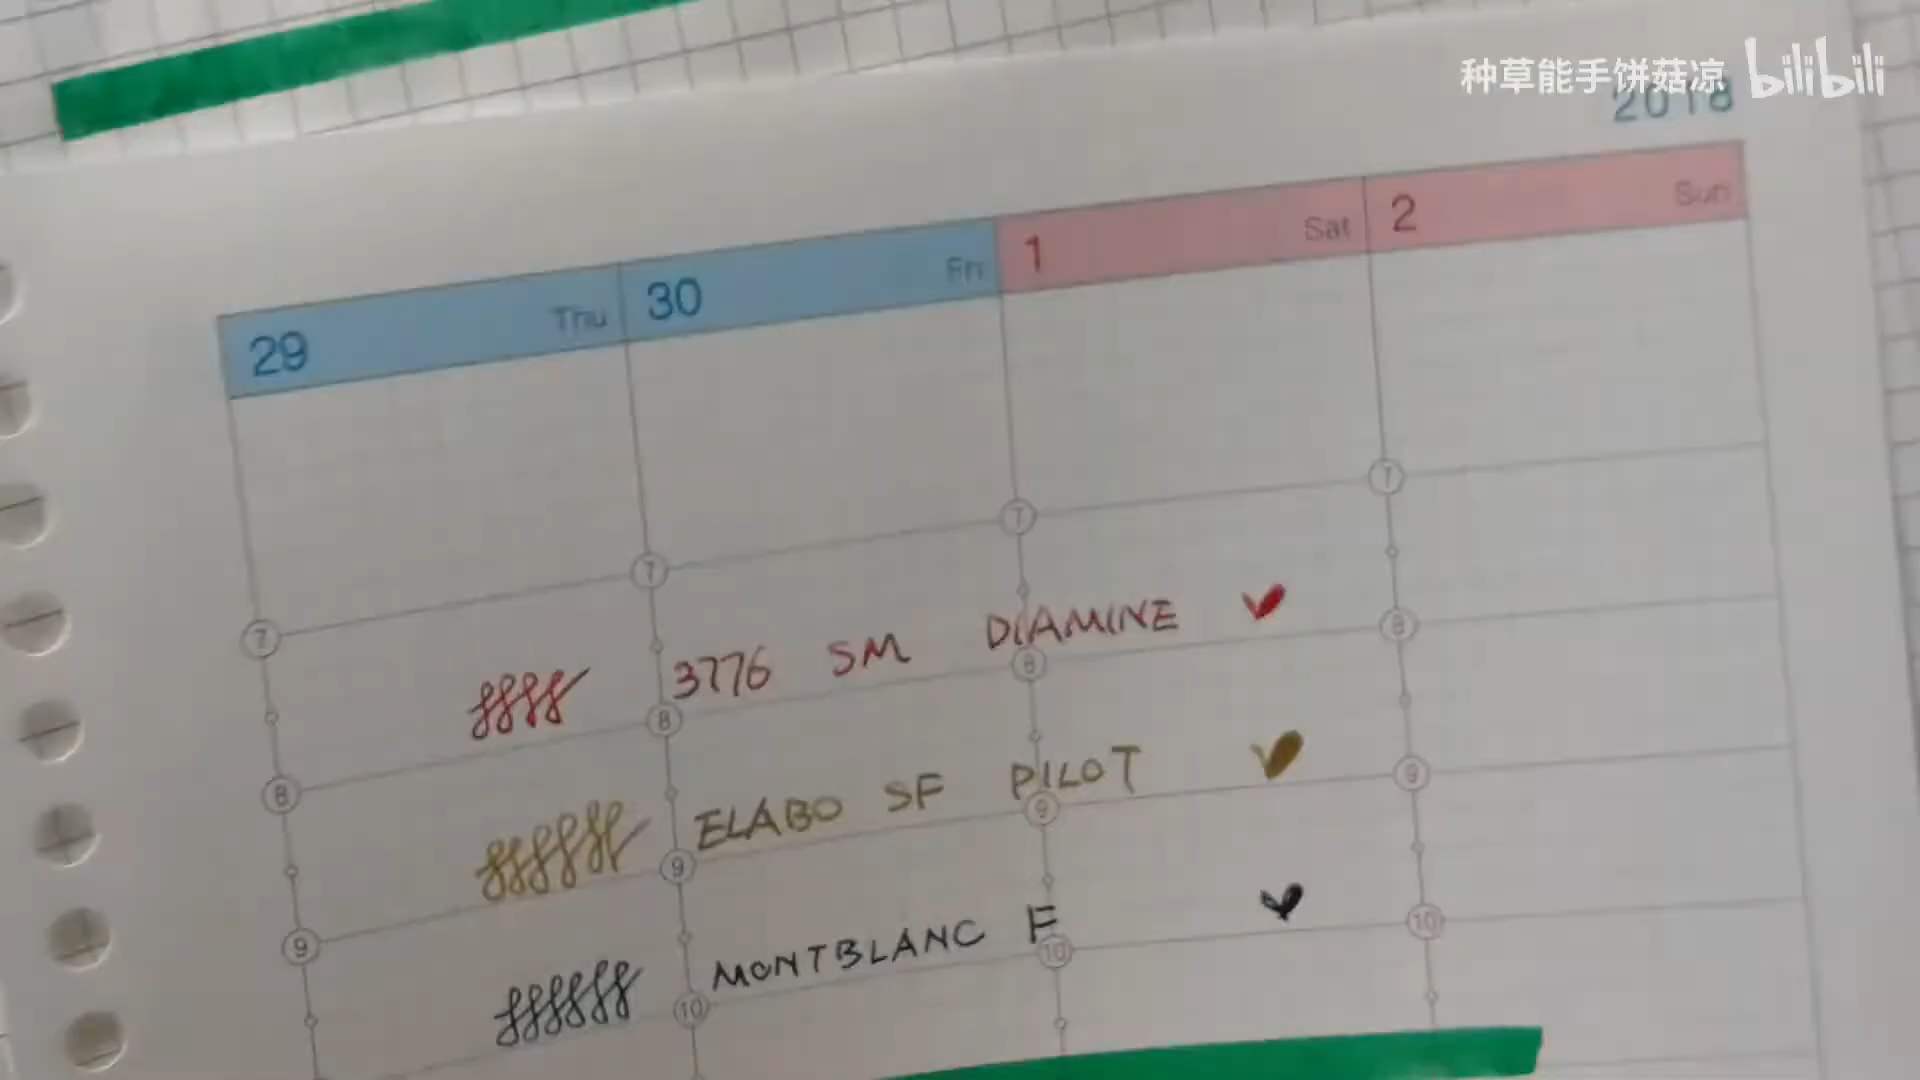 种草能手饼菇凉 bilibili
2018
29 Thu 30 Fri 1 Sat 2 Sun
7 7 7 7
3776 SM DIAMINE
8 8 8 8
ELABO SF PILOT
9 9 9 9
MONTBLANC F
10 10 10